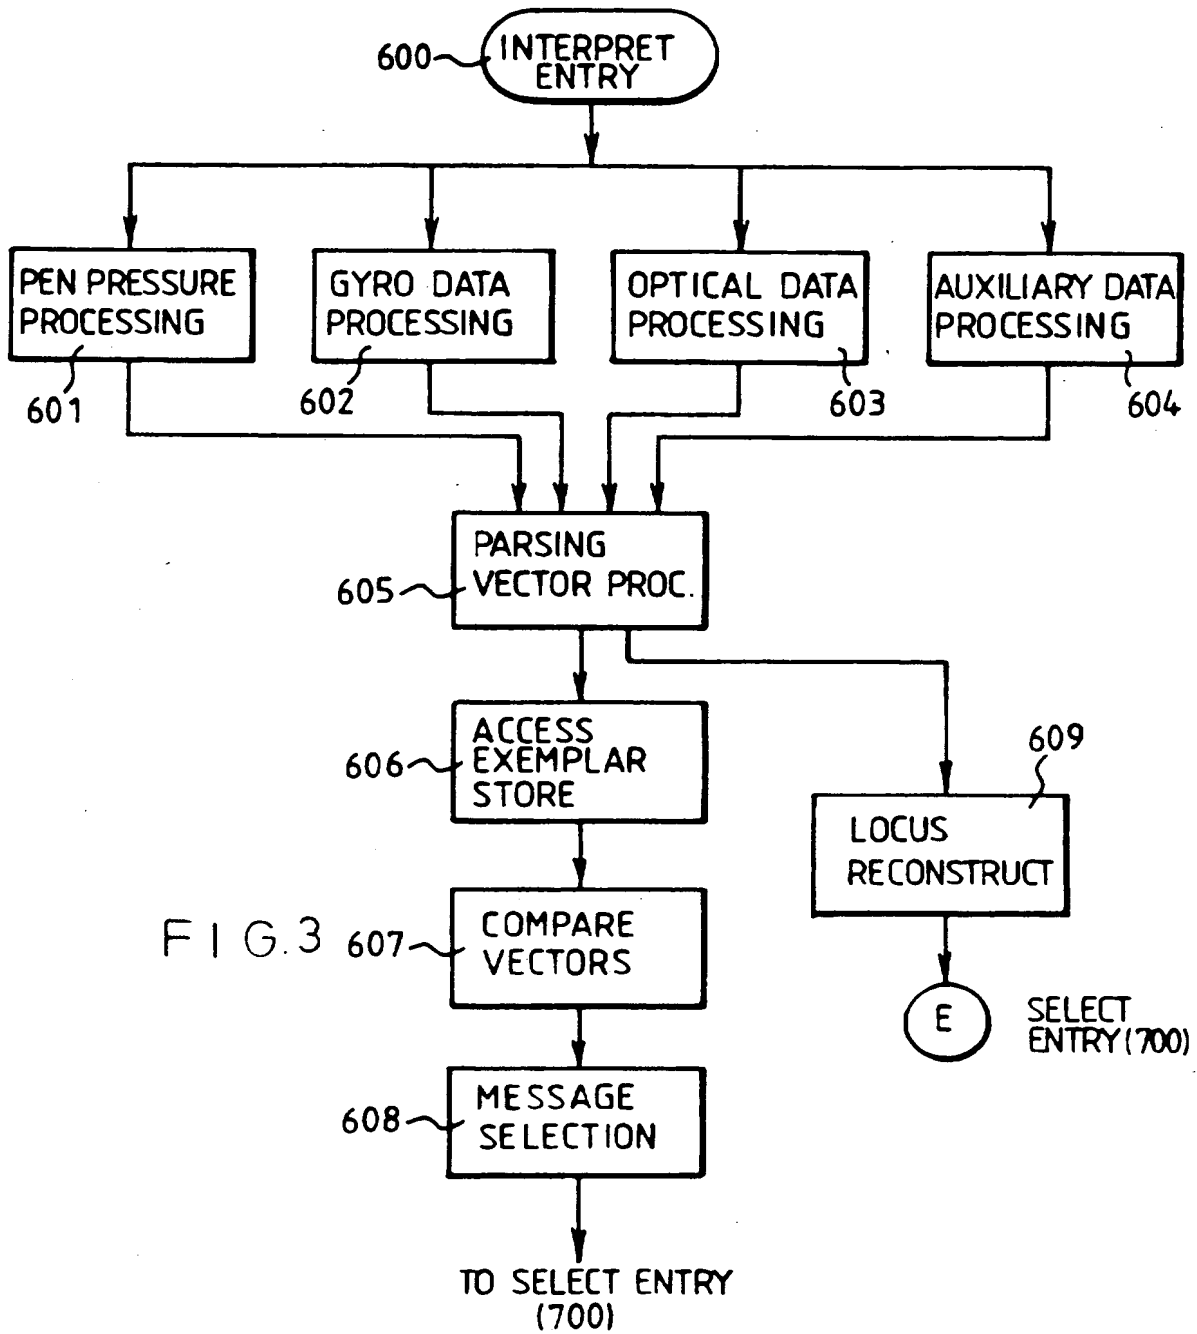 600
INTERPRET
ENTRY
PEN PRESSURE
PROCESSING
601
GYRO DATA
PROCESSING
602
OPTICAL DATA
PROCESSING
603
AUXILIARY DATA
PROCESSING
604
PARSING
VECTOR PROC.
605
ACCESS
EXEMPLAR
STORE
606
609
LOCUS
RECONSTRUCT
FIG.3
607
COMPARE
VECTORS
E
SELECT
ENTRY (700)
608
MESSAGE
SELECTION
TO SELECT ENTRY
(700)